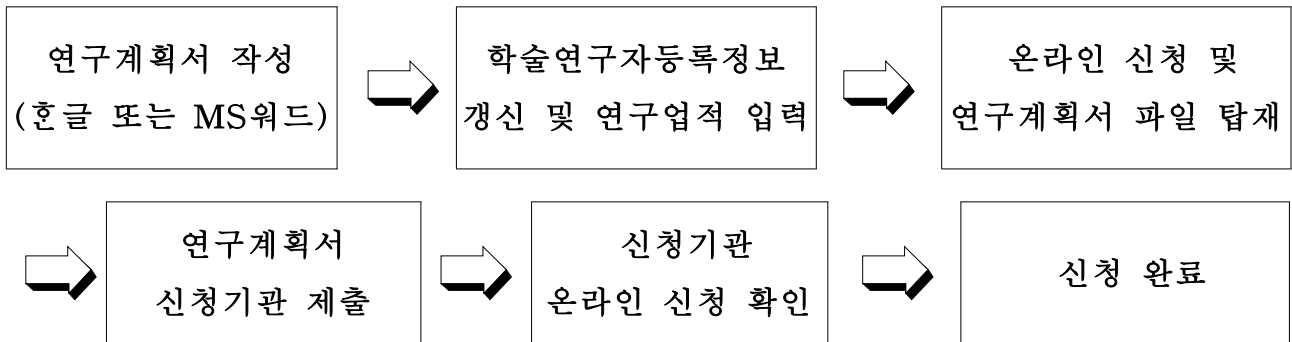 연구계획서 작성
(혼글 또는 MS워드)
학술연구자등록정보
갱신 및 연구업적 입력
온라인 신청 및
연구계획서 파일 탑재
연구계획서
신청기관 제출
신청기관
온라인 신청 확인
신청 완료